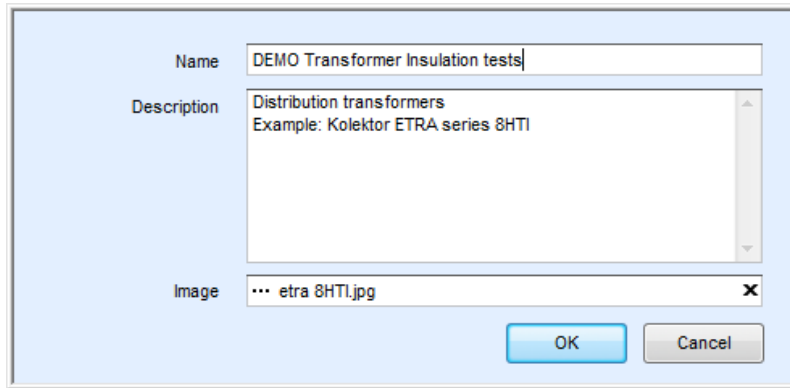 Name DEMO Transformer Insulation tests
Description Distribution transformers
Example: Kolektor ETRA series 8HTI
Image ··· etra 8HTI.jpg x
OK Cancel